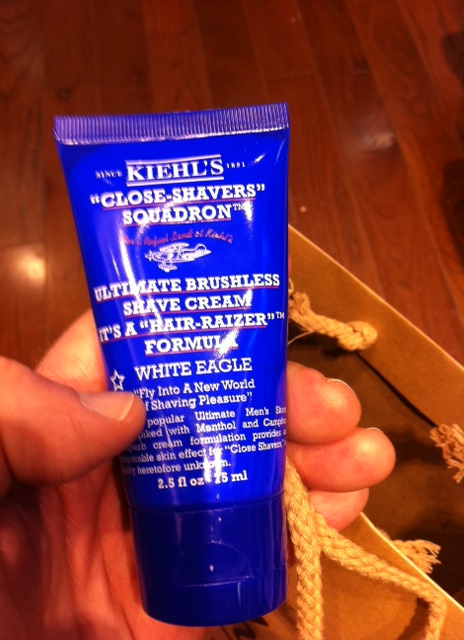 SINCE KIEHL'S 1851
"CLOSE-SHAVERS"
SQUADRON™
ULTIMATE BRUSHLESS
SHAVE CREAM
IT'S A "HAIR-RAIZER"™
FORMULA
WHITE EAGLE
"Fly Into A New World
of Shaving Pleasure"
popular Ultimate Men's
with Menthol and
cream formulation provides
skin effect for "Close Shavers,"
heretofore unknown.
2.5 fl oz - 75 ml